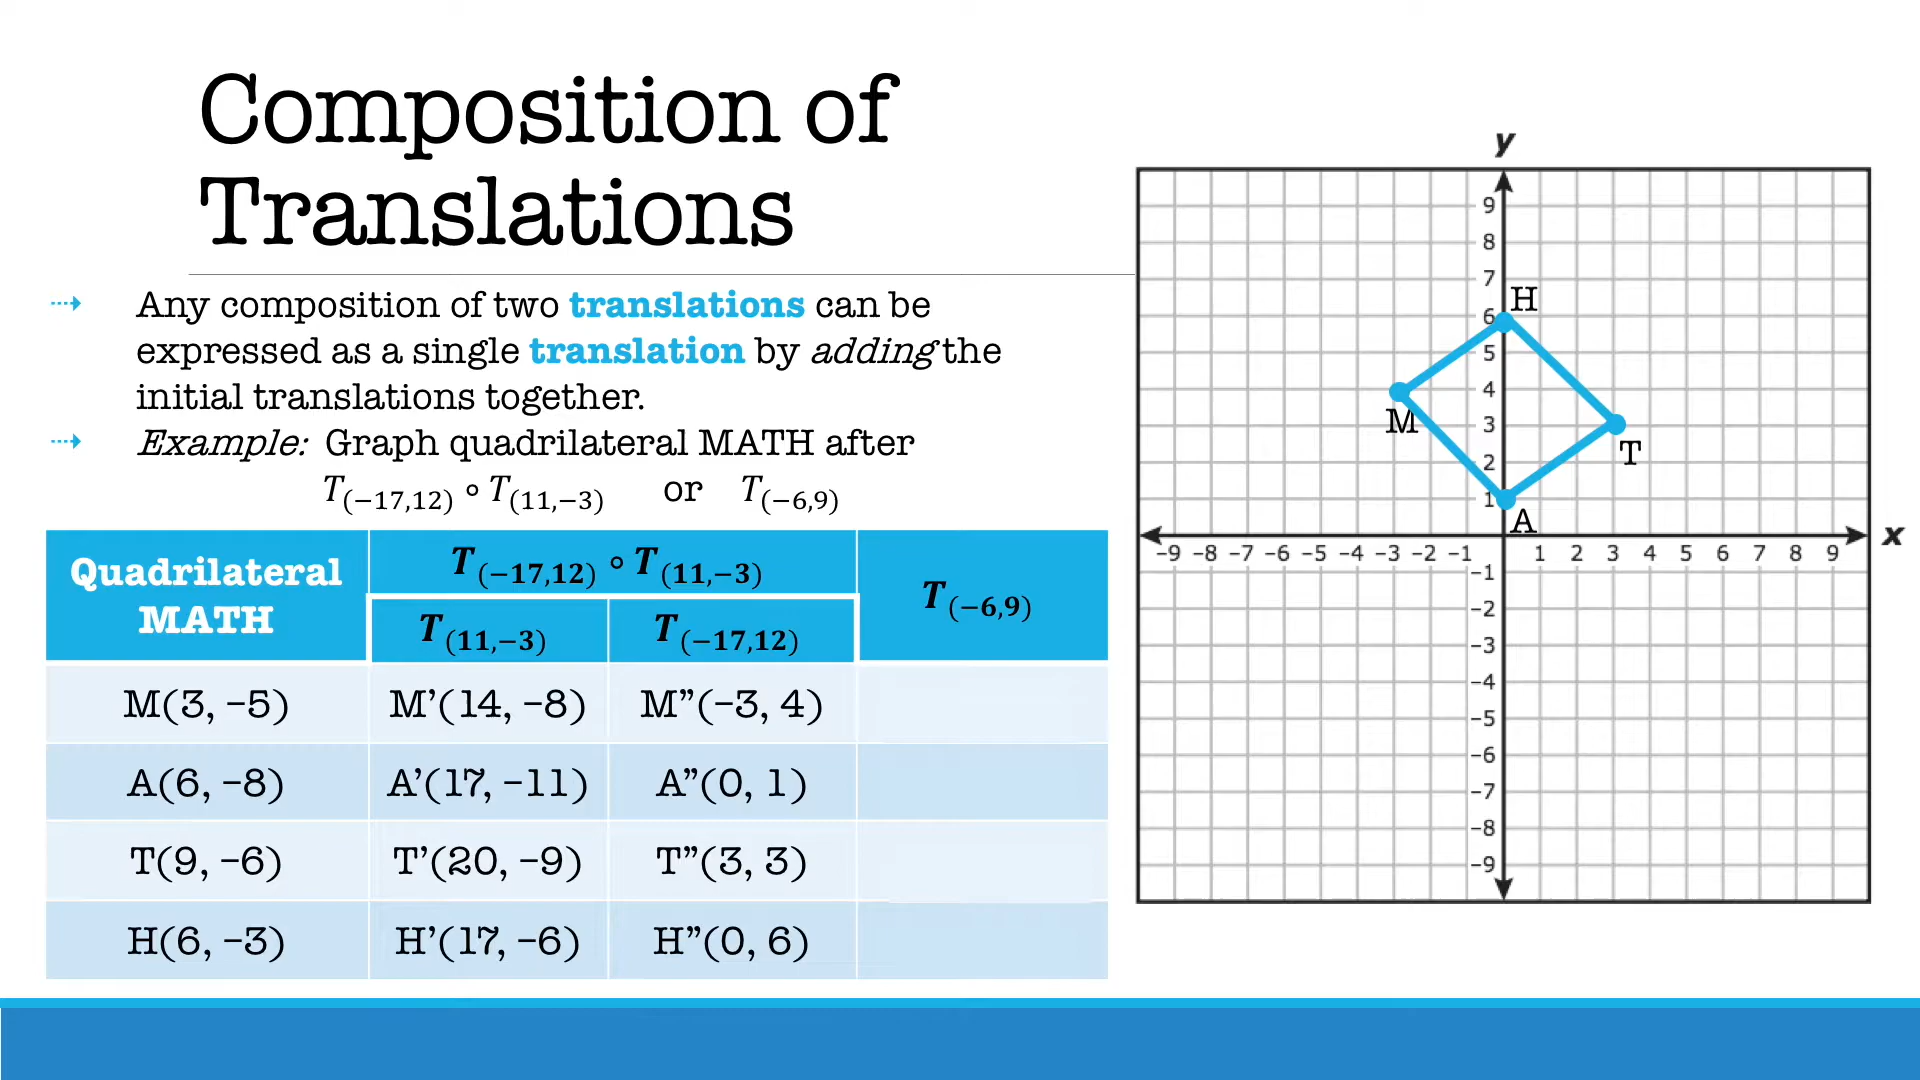 Composition of
Translations
⇢ Any composition of two translations can be
expressed as a single translation by adding the
initial translations together.
⇢ Example: Graph quadrilateral MATH after
T(−17,12) ∘ T(11,−3) or T(−6,9)
Quadrilateral MATH
T(−17,12) ∘ T(11,−3)
T(−6,9)
T(11,−3) T(−17,12)
M(3, −5) M’(14, −8) M”(−3, 4)
A(6, −8) A’(17, −11) A”(0, 1)
T(9, −6) T’(20, −9) T”(3, 3)
H(6, −3) H’(17, −6) H”(0, 6)
y
9
8
7
H
6
5
4
M 3
T
2
1
A
x
−9 −8 −7 −6 −5 −4 −3 −2 −1 1 2 3 4 5 6 7 8 9
−1
−2
−3
−4
−5
−6
−7
−8
−9